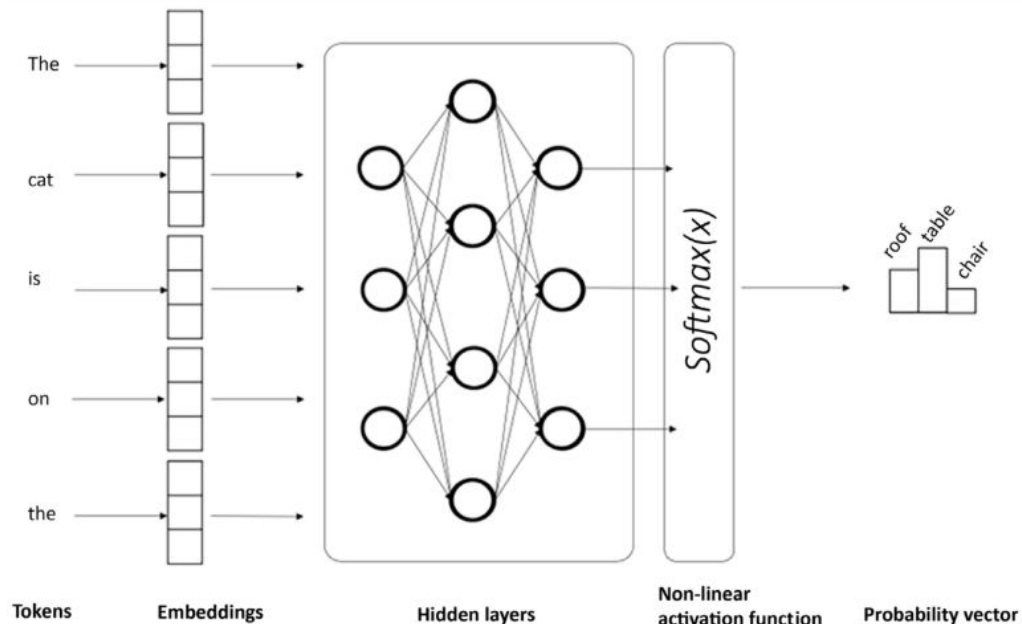 The
cat
is
on
the
Softmax(x)
roof
table
chair
Tokens
Embeddings
Hidden layers
Non-linear
activation function
Probability vector